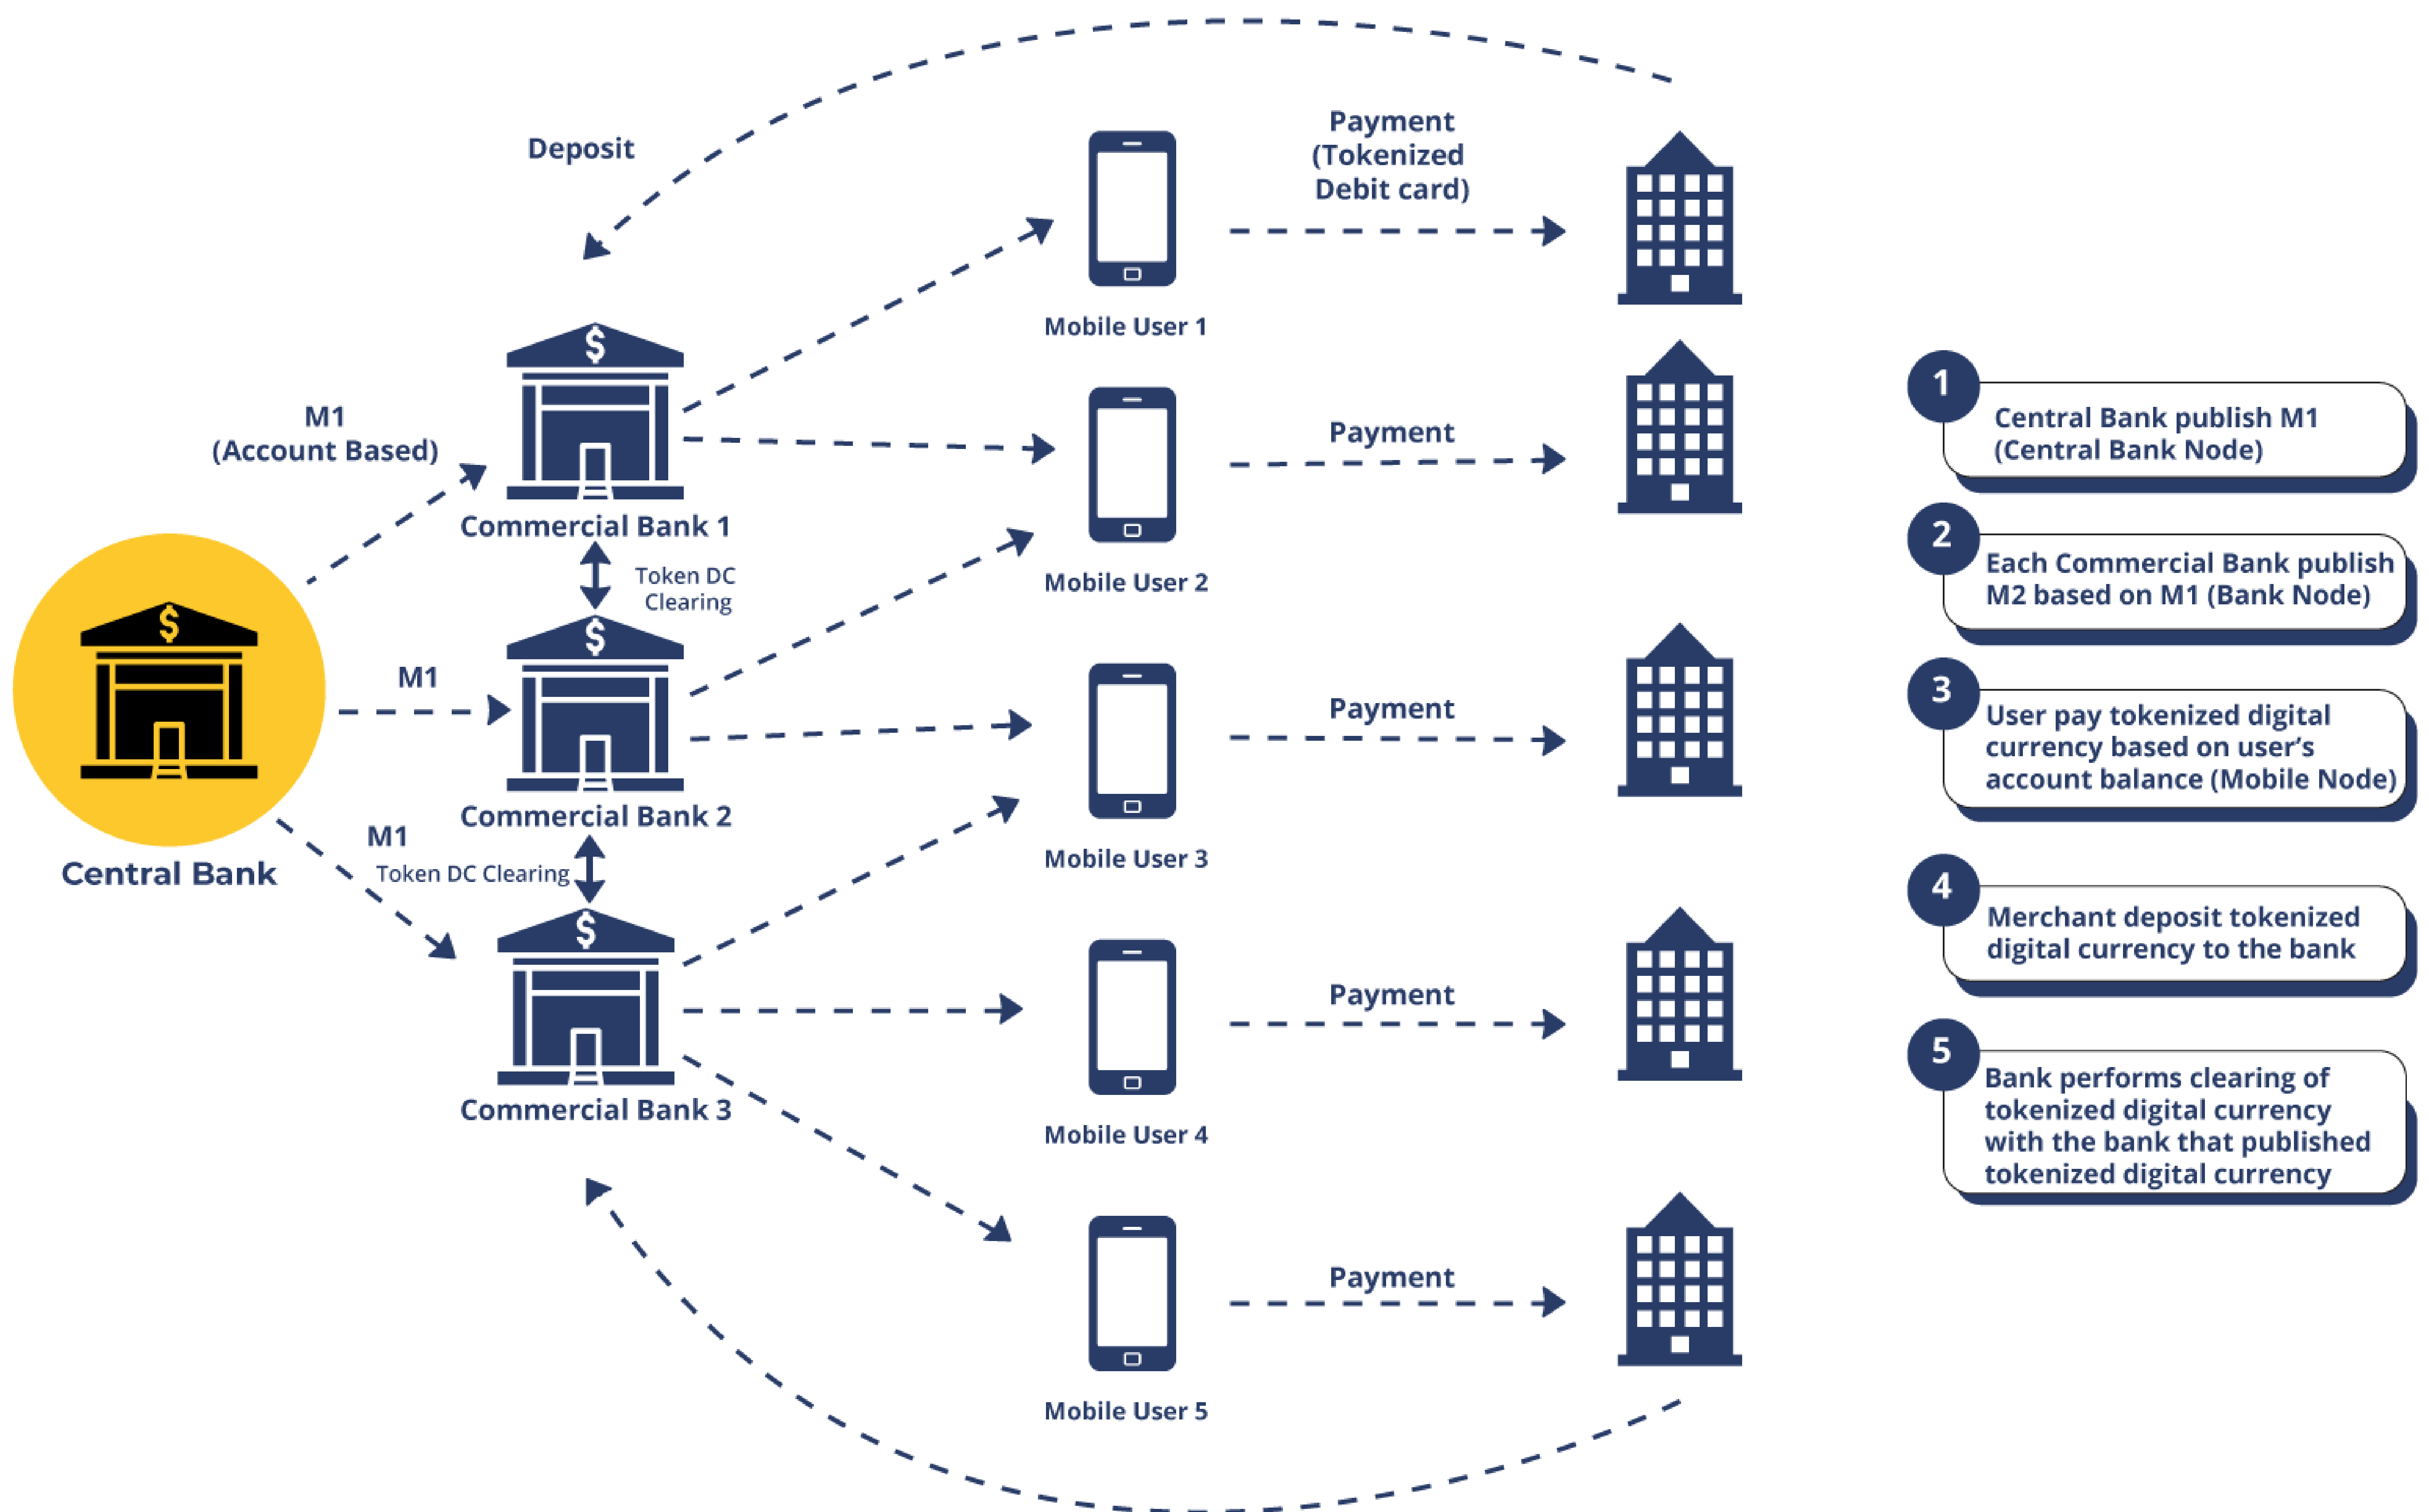 Deposit
Payment
(Tokenized
Debit card)
Mobile User 1
M1
(Account Based)
$
Commercial Bank 1
Payment
Mobile User 2
Token DC
Clearing
$
$
M1
Commercial Bank 2
Payment
Mobile User 3
Central Bank
M1
Token DC Clearing
$
Commercial Bank 3
Payment
Mobile User 4
Payment
Mobile User 5
1
Central Bank publish M1
(Central Bank Node)
2
Each Commercial Bank publish
M2 based on M1 (Bank Node)
3
User pay tokenized digital
currency based on user’s
account balance (Mobile Node)
4
Merchant deposit tokenized
digital currency to the bank
5
Bank performs clearing of
tokenized digital currency
with the bank that published
tokenized digital currency